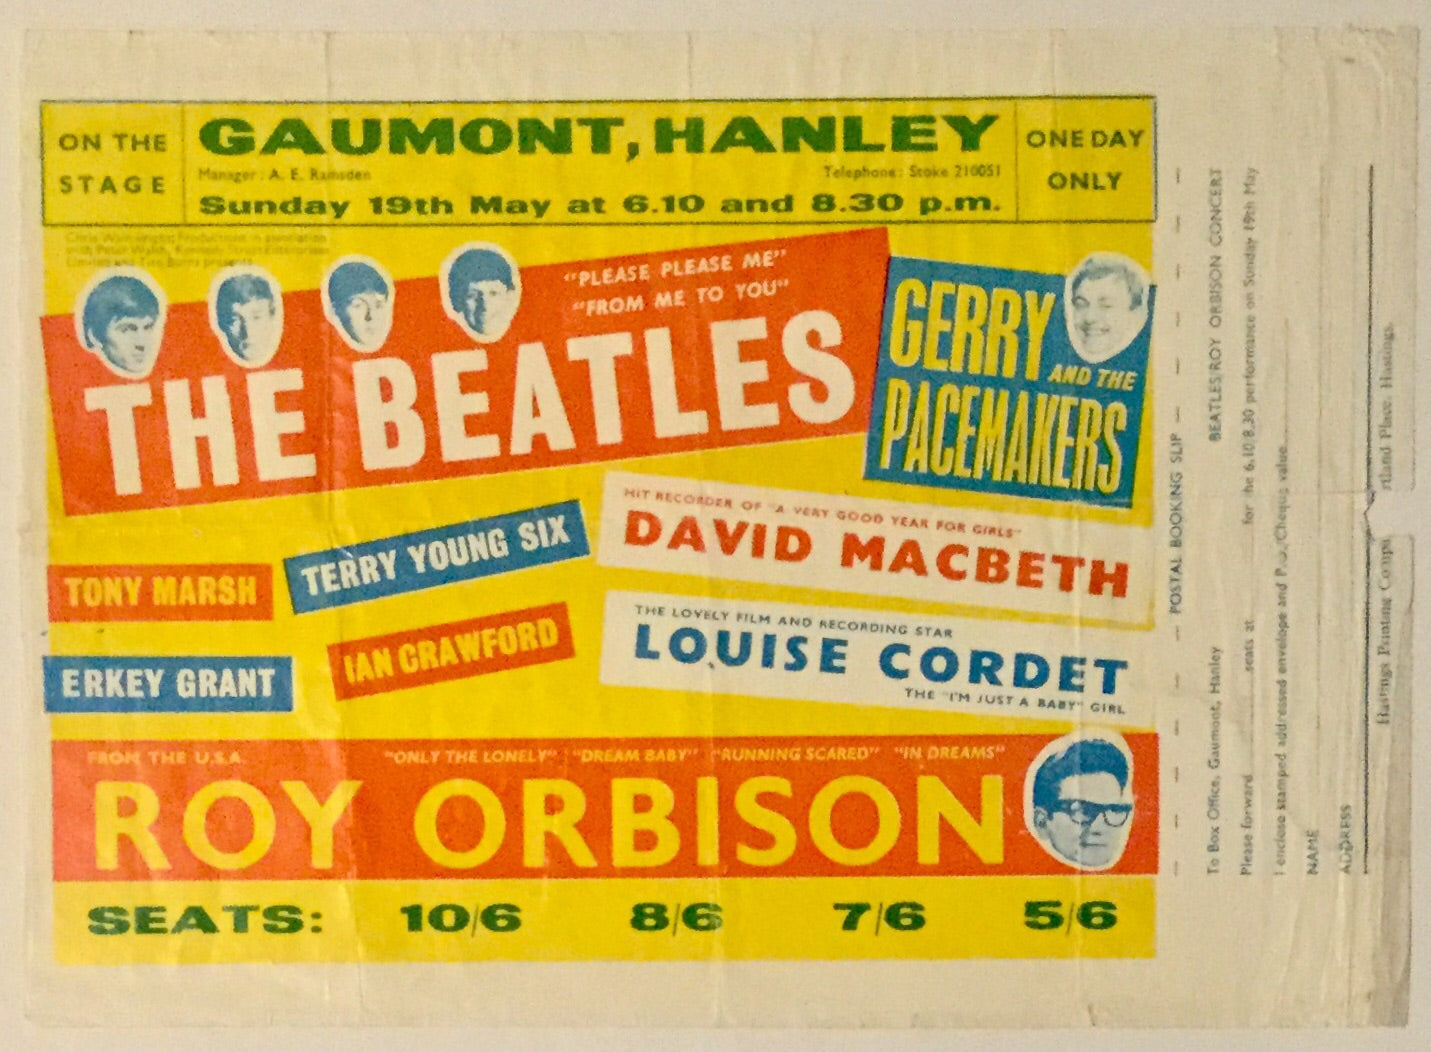 ON THE
STAGE
GAUMONT, HANLEY
Manager: A. E. Ramsden
Telephone: Stoke 210051
Sunday 19th May at 6.10 and 8.30 p.m.
ONE DAY
ONLY
"PLEASE PLEASE ME"
"FROM ME TO YOU"
THE BEATLES
GERRY
AND THE
PACEMAKERS
TERRY YOUNG SIX
TONY MARSH
HIT RECORDER OF "A VERY GOOD YEAR FOR GIRLS"
DAVID MACBETH
IAN CRAWFORD
ERKEY GRANT
THE LOVELY FILM AND RECORDING STAR
LOUISE CORDET
THE "I'M JUST A BABY" GIRL
FROM THE U.S.A.
"ONLY THE LONELY" "DREAM BABY" "RUNNING SCARED" "IN DREAMS"
ROY ORBISON
SEATS: 10/6 8/6 7/6 5/6
POSTAL BOOKING SLIP
To Box Office, Gaumont, Hanley BEATLES/ROY ORBISON CONCERT
Please forward seats at for the 6.10/8.30 performance on Sunday 19th May
I enclose stamped addressed envelope and P.O./Cheque value
NAME
ADDRESS
Hastings Printing Place, Hastings.